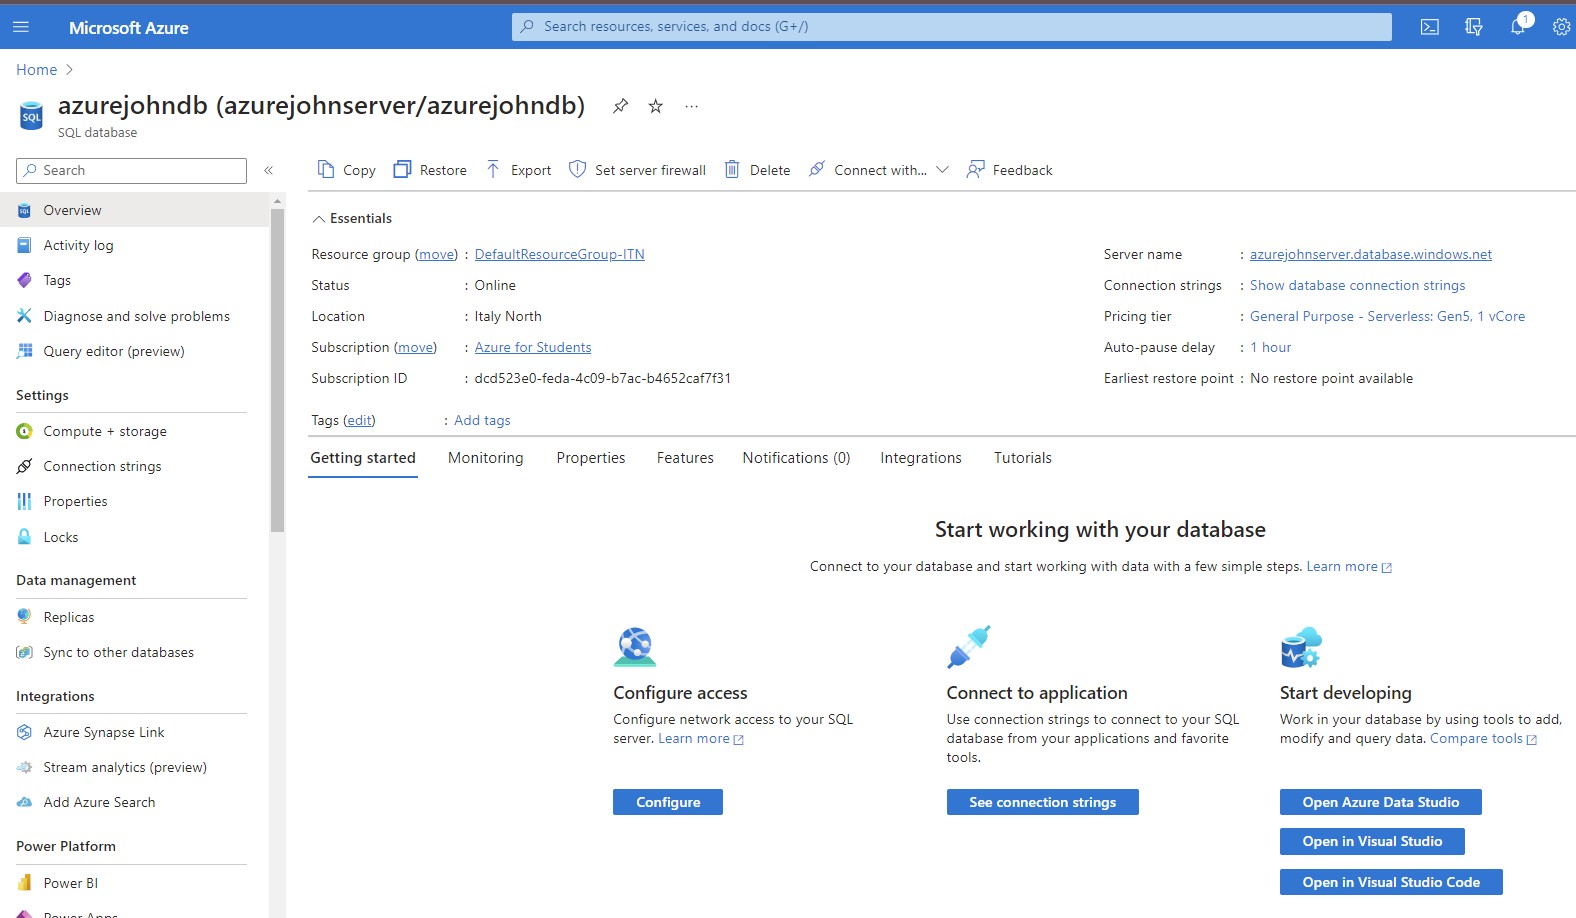 Microsoft Azure
Search resources, services, and docs (G+/)
1
Home
azurejohndb (azurejohnserver/azurejohndb)
SQL
SQL database
Search
Copy
Restore
Export
Set server firewall
Delete
Connect with...
Feedback
Overview
Activity log
Tags
Diagnose and solve problems
Query editor (preview)
Settings
Compute + storage
Connection strings
Properties
Locks
Data management
Replicas
Sync to other databases
Integrations
Azure Synapse Link
Stream analytics (preview)
Add Azure Search
Power Platform
Power BI
Power Apps
Essentials
Resource group (move) : DefaultResourceGroup-ITN
Status : Online
Location : Italy North
Subscription (move) : Azure for Students
Subscription ID : dcd523e0-feda-4c09-b7ac-b4652caf7f31
Tags (edit) : Add tags
Server name : azurejohnserver.database.windows.net
Connection strings : Show database connection strings
Pricing tier : General Purpose - Serverless: Gen5, 1 vCore
Auto-pause delay : 1 hour
Earliest restore point : No restore point available
Getting started
Monitoring
Properties
Features
Notifications (0)
Integrations
Tutorials
Start working with your database
Connect to your database and start working with data with a few simple steps. Learn more
Configure access
Configure network access to your SQL
server. Learn more
Configure
Connect to application
Use connection strings to connect to your SQL
database from your applications and favorite
tools.
See connection strings
Start developing
Work in your database by using tools to add,
modify and query data. Compare tools
Open Azure Data Studio
Open in Visual Studio
Open in Visual Studio Code